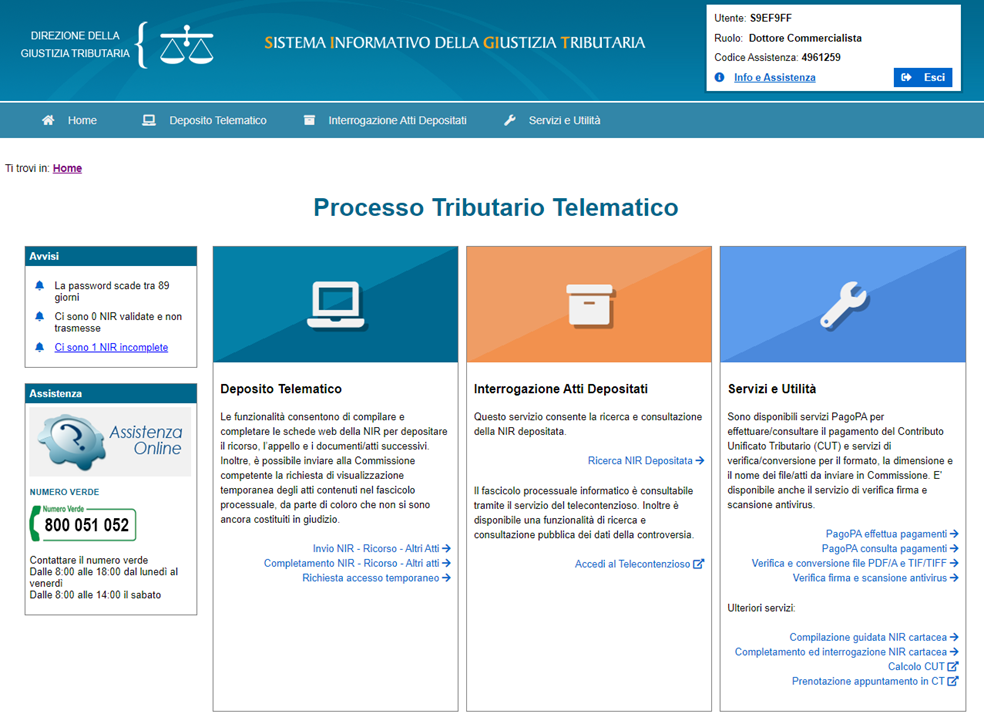 DIREZIONE DELLA
GIUSTIZIA TRIBUTARIA
SISTEMA INFORMATIVO DELLA GIUSTIZIA TRIBUTARIA
Utente: S9EF9FF
Ruolo: Dottore Commercialista
Codice Assistenza: 4961259
Info e Assistenza
Esci
Home
Deposito Telematico
Interrogazione Atti Depositati
Servizi e Utilità
Ti trovi in: Home
Processo Tributario Telematico
Avvisi
La password scade tra 89
giorni
Ci sono 0 NIR validate e non
trasmesse
Ci sono 1 NIR incomplete
Assistenza
Assistenza
Online
NUMERO VERDE
Numero Verde
800 051 052
Contattare il numero verde
Dalle 8:00 alle 18:00 dal lunedì al
venerdì
Dalle 8:00 alle 14:00 il sabato
Deposito Telematico
Le funzionalità consentono di compilare e
completare le schede web della NIR per depositare
il ricorso, l'appello e i documenti/atti successivi.
Inoltre, è possibile inviare alla Commissione
competente la richiesta di visualizzazione
temporanea degli atti contenuti nel fascicolo
processuale, da parte di coloro che non si sono
ancora costituiti in giudizio.
Invio NIR - Ricorso - Altri Atti
Completamento NIR - Ricorso - Altri atti
Richiesta accesso temporaneo
Interrogazione Atti Depositati
Questo servizio consente la ricerca e consultazione
della NIR depositata.
Ricerca NIR Depositata
Il fascicolo processuale informatico è consultabile
tramite il servizio del telecontenzioso. Inoltre è
disponibile una funzionalità di ricerca e
consultazione pubblica dei dati della controversia.
Accedi al Telecontenzioso
Servizi e Utilità
Sono disponibili servizi PagoPA per
effettuare/consultare il pagamento del Contributo
Unificato Tributario (CUT) e servizi di
verifica/conversione per il formato, la dimensione e
il nome dei file/atti da inviare in Commissione. E'
disponibile anche il servizio di verifica firma e
scansione antivirus.
PagoPA effettua pagamenti
PagoPA consulta pagamenti
Verifica e conversione file PDF/A e TIF/TIFF
Verifica firma e scansione antivirus
Ulteriori servizi:
Compilazione guidata NIR cartacea
Completamento ed interrogazione NIR cartacea
Calcolo CUT
Prenotazione appuntamento in CT